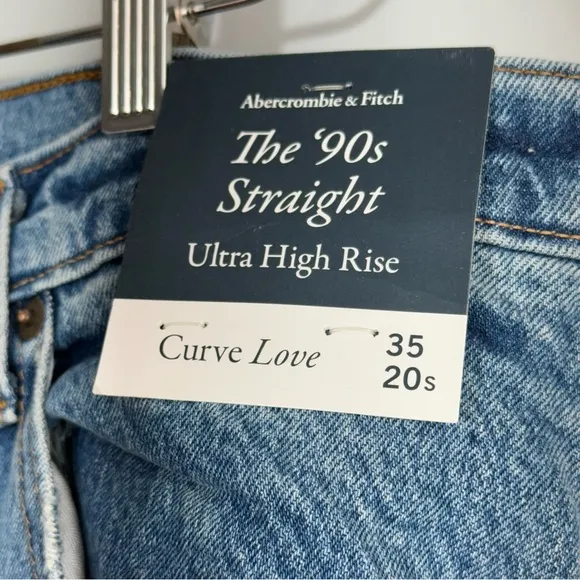 Abercrombie & Fitch
The ‘90s
Straight
Ultra High Rise
Curve Love
35
20s